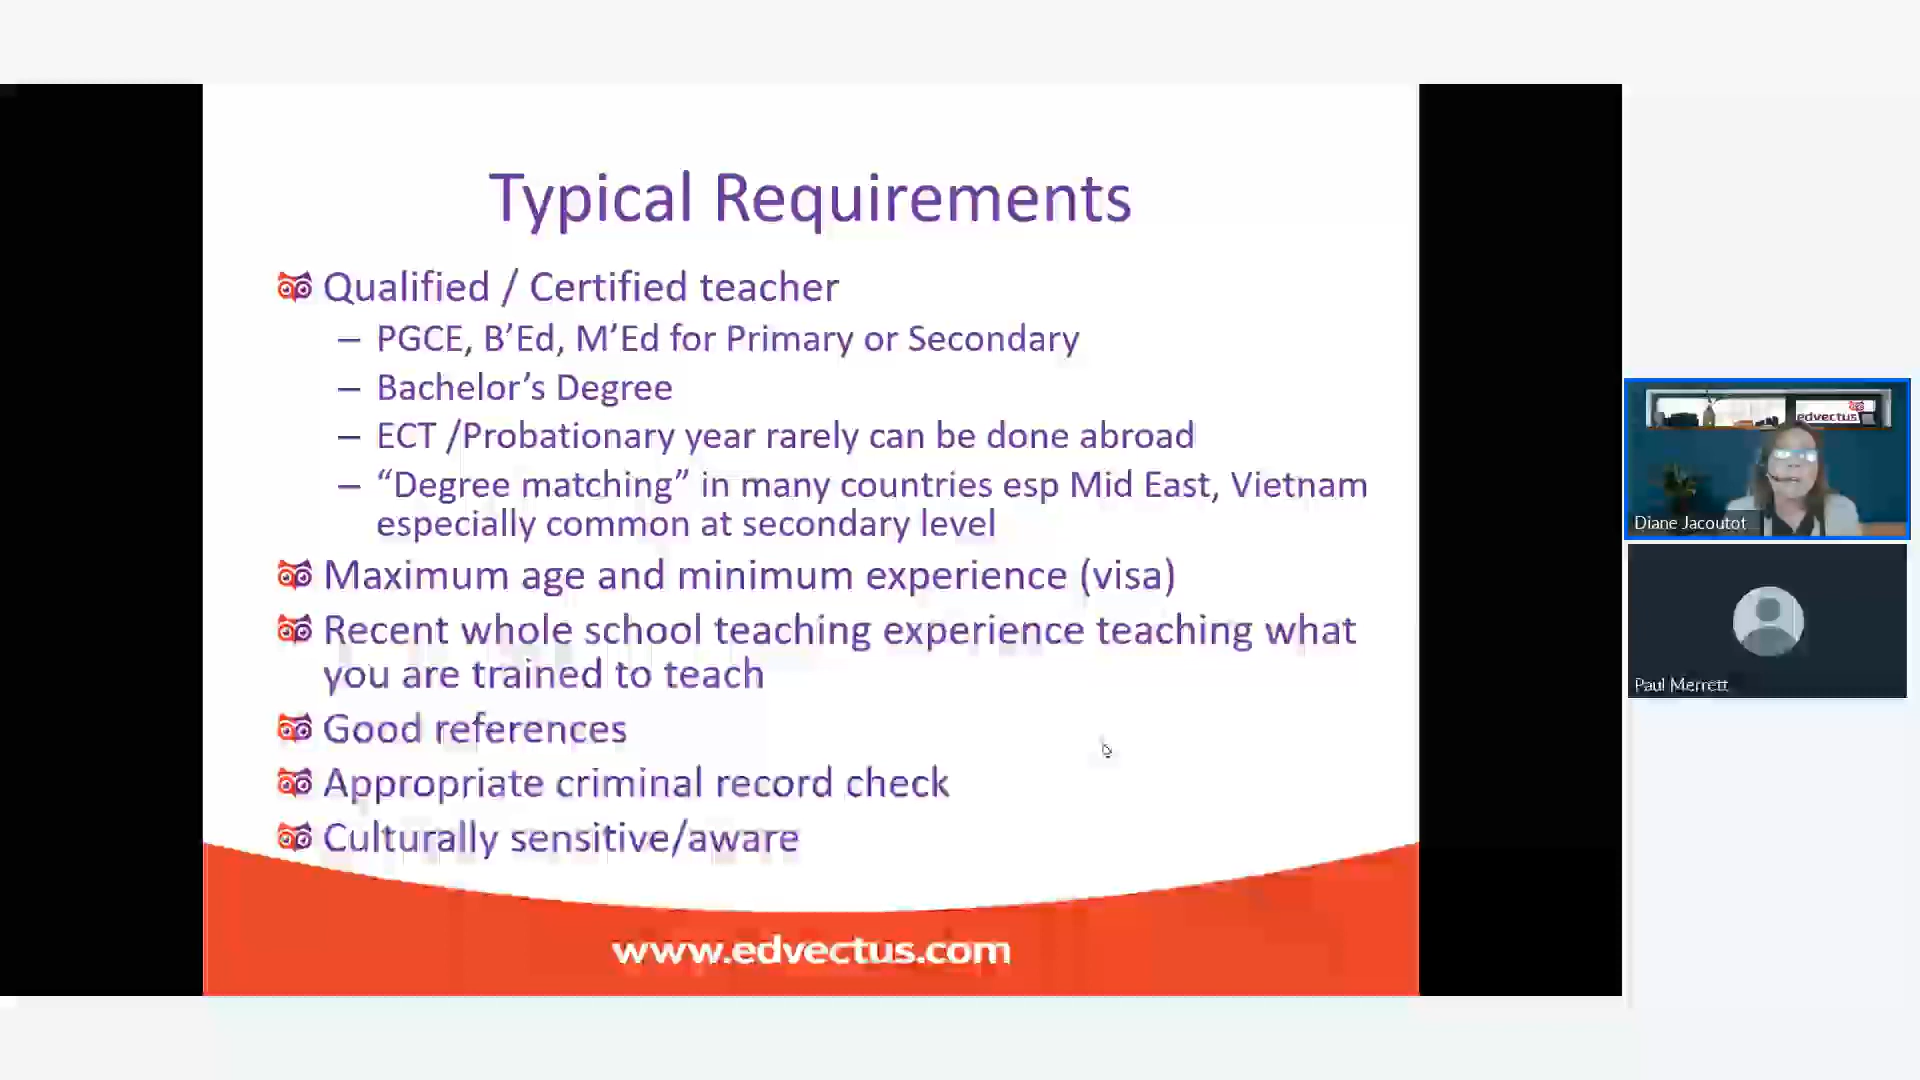 Typical Requirements
Qualified / Certified teacher
– PGCE, B’Ed, M’Ed for Primary or Secondary
– Bachelor’s Degree
– ECT /Probationary year rarely can be done abroad
– “Degree matching” in many countries esp Mid East, Vietnam
especially common at secondary level
Maximum age and minimum experience (visa)
Recent whole school teaching experience teaching what
you are trained to teach
Good references
Appropriate criminal record check
Culturally sensitive/aware
www.edvectus.com
edvectus
Diane Jacoutot
Paul Merrett